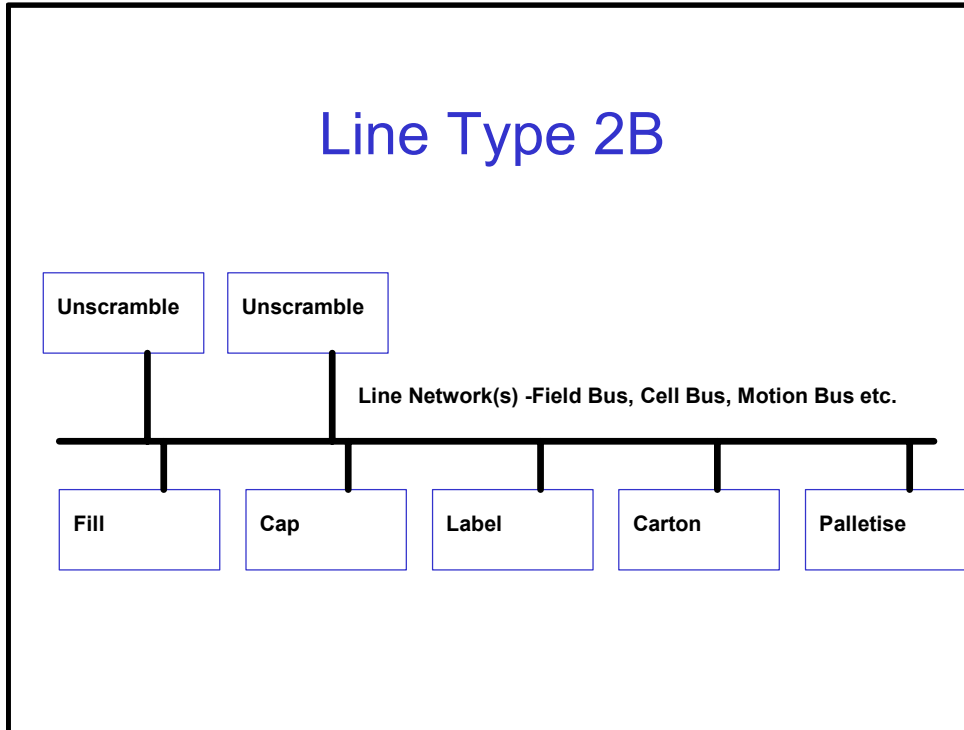 Line Type 2B
Unscramble
Unscramble
Line Network(s) -Field Bus, Cell Bus, Motion Bus etc.
Fill
Cap
Label
Carton
Palletise